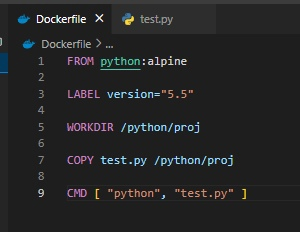 Dockerfile × test.py
Dockerfile > ...
1 FROM python:alpine
2
3 LABEL version="5.5"
4
5 WORKDIR /python/proj
6
7 COPY test.py /python/proj
8
9 CMD [ "python", "test.py" ]